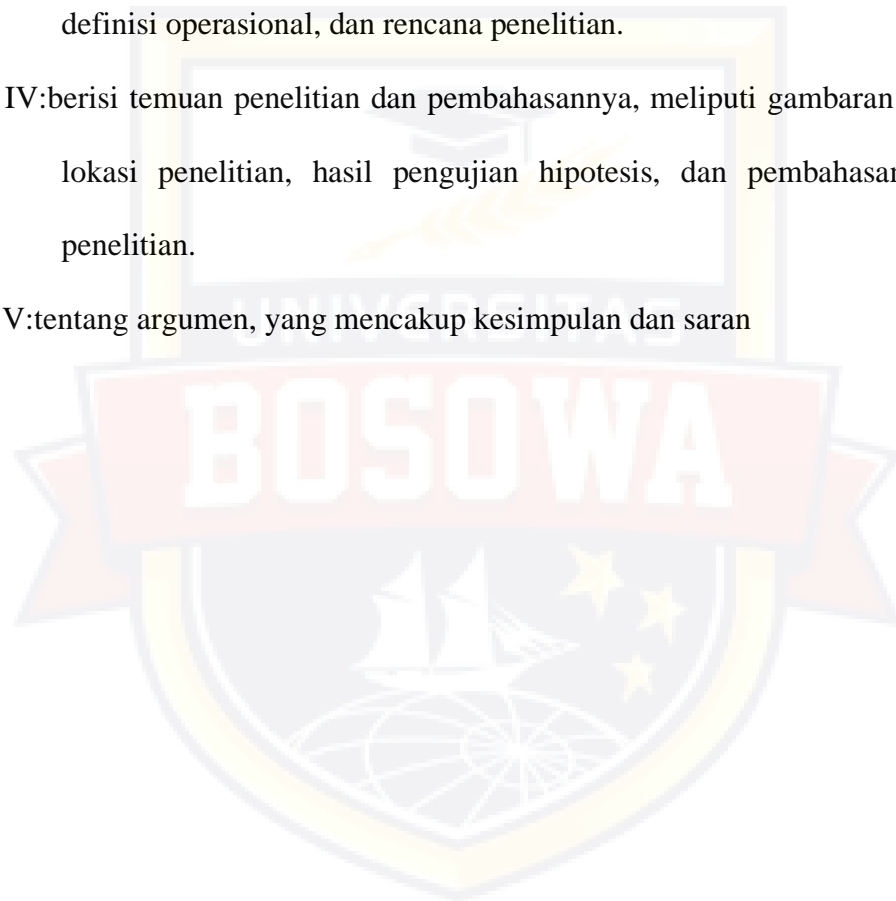 definisi operasional, dan rencana penelitian.
IV:berisi temuan penelitian dan pembahasannya, meliputi gambaran
lokasi penelitian, hasil pengujian hipotesis, dan pembahasan
penelitian.
V:tentang argumen, yang mencakup kesimpulan dan saran
UNIVERSITAS
BOSOWA